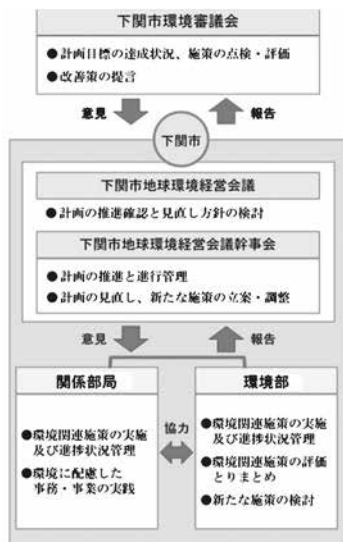 下関市環境審議会
●計画目標の達成状況、施策の点検・評価
●改善策の提言
意見
報告
下関市
下関市地球環境経営会議
●計画の推進確認と見直し方針の検討
下関市地球環境経営会議幹事会
●計画の推進と進行管理
●計画の見直し、新たな施策の立案・調整
意見
報告
関係部局
●環境関連施策の実施
及び進捗状況管理
●環境に配慮した
事務・事業の実践
協力
環境部
●環境関連施策の実施
及び進捗状況管理
●環境関連施策の評価
とりまとめ
●新たな施策の検討